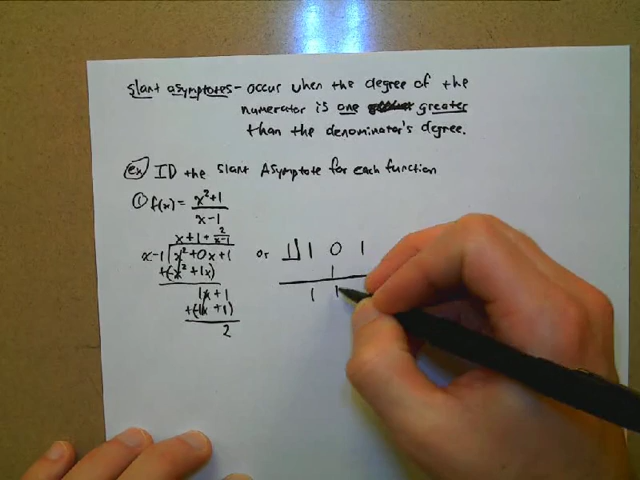 slant asymptotes - occur when the degree of the
numerator is one greater
than the denominator's degree.
ex ID the slant Asymptote for each function
① f(x) = x²+1
x-1
x+1+ 2/x-1
x-1 x²+0x+1 or 1 1 0 1
+(-x²+1x) 1
1x+1 1 1
+(-1x+1)
2